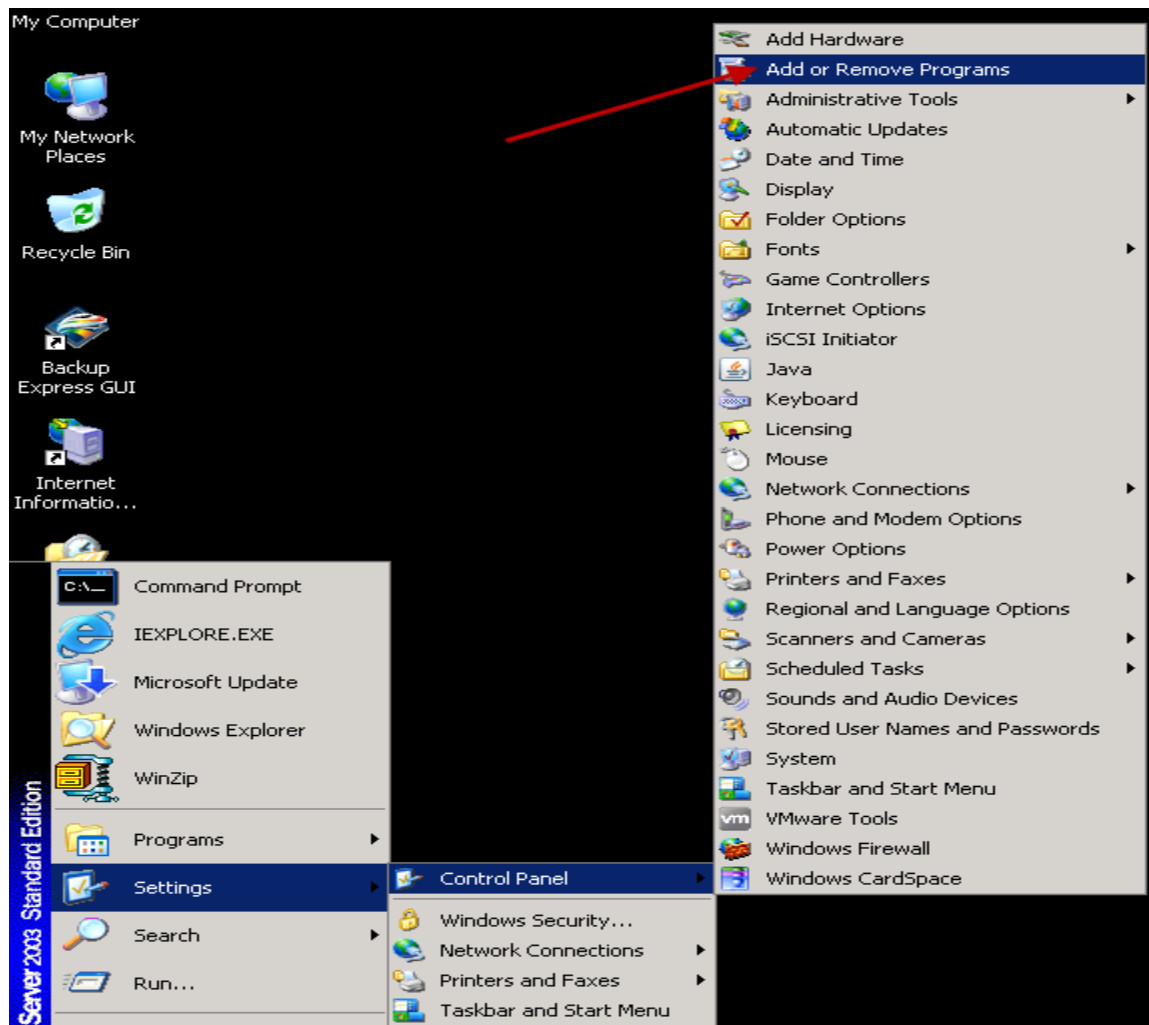 My Computer
My Network
Places
Recycle Bin
Backup
Express GUI
Internet
Informatio...
C:\_
Command Prompt
IEXPLORE.EXE
Microsoft Update
Windows Explorer
WinZip
Programs
Settings
Search
Run...
Server 2003 Standard Edition
Control Panel
Windows Security...
Network Connections
Printers and Faxes
Taskbar and Start Menu
Add Hardware
Add or Remove Programs
Administrative Tools
Automatic Updates
Date and Time
Display
Folder Options
Fonts
Game Controllers
Internet Options
iSCSI Initiator
Java
Keyboard
Licensing
Mouse
Network Connections
Phone and Modem Options
Power Options
Printers and Faxes
Regional and Language Options
Scanners and Cameras
Scheduled Tasks
Sounds and Audio Devices
Stored User Names and Passwords
System
Taskbar and Start Menu
vm
VMware Tools
Windows Firewall
Windows CardSpace